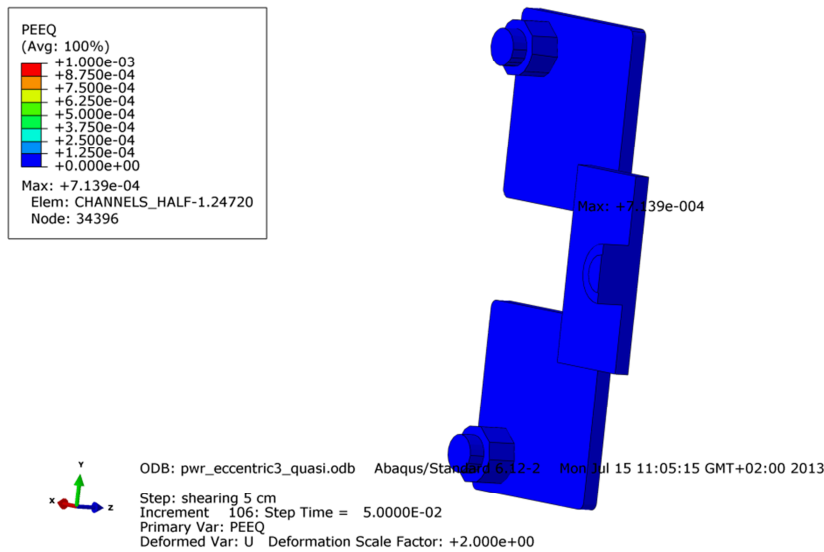 PEEQ
(Avg: 100%)
+1.000e-03
+8.750e-04
+7.500e-04
+6.250e-04
+5.000e-04
+3.750e-04
+2.500e-04
+1.250e-04
+0.000e+00
Max: +7.139e-04
Elem: CHANNELS_HALF-1.24720
Node: 34396
Max: +7.139e-004
Y
X
Z
ODB: pwr_eccentric3_quasi.odb Abaqus/Standard 6.12-2 Mon Jul 15 11:05:15 GMT+02:00 2013
Step: shearing 5 cm
Increment 106: Step Time = 5.0000E-02
Primary Var: PEEQ
Deformed Var: U Deformation Scale Factor: +2.000e+00